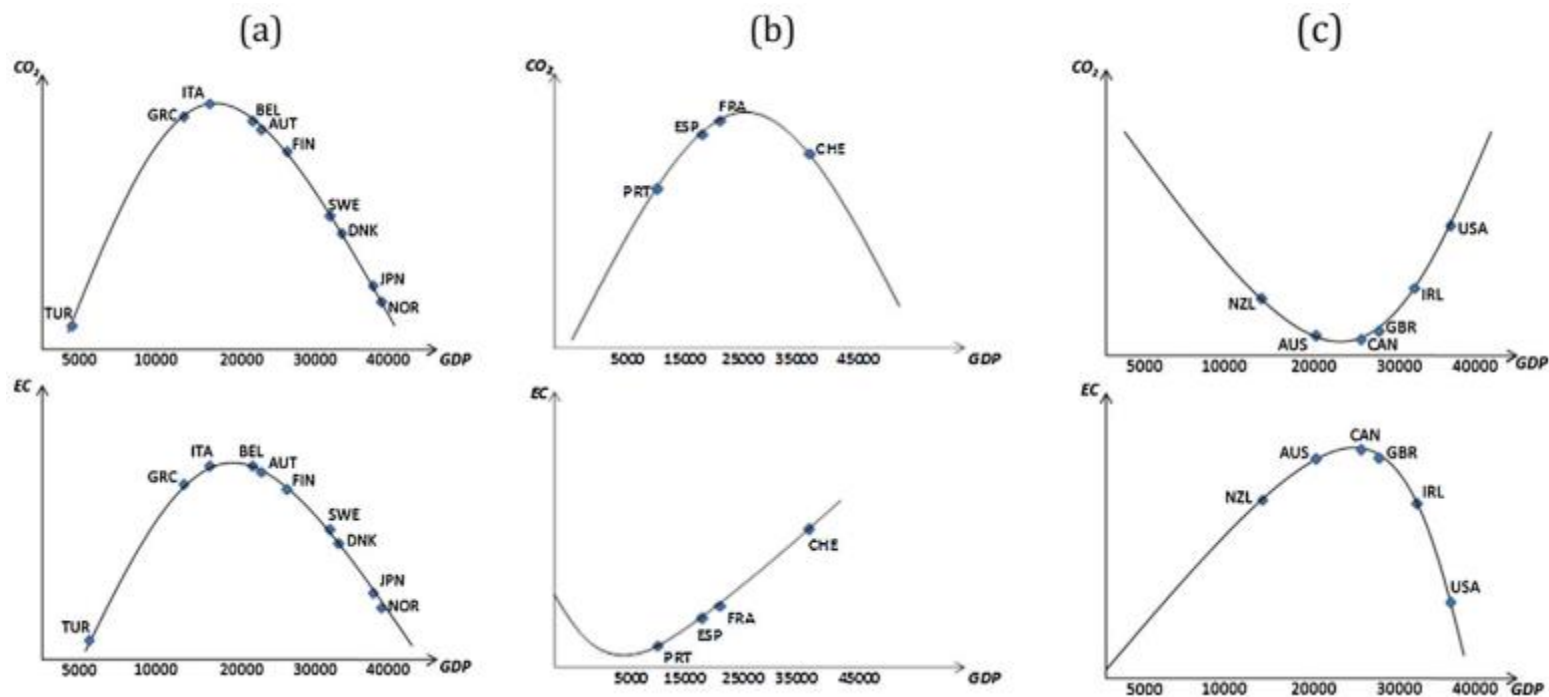 (a)
CO₂
ITA
GRC
BEL
AUT
FIN
SWE
DNK
JPN
NOR
TUR
5000 10000 20000 30000 40000 GDP
EC
ITA
BEL
GRC
AUT
FIN
SWE
DNK
JPN
NOR
TUR
5000 10000 20000 30000 40000 GDP
(b)
CO₂
FRA
ESP
CHE
PRT
5000 15000 25000 35000 45000 GDP
EC
CHE
FRA
ESP
PRT
5000 15000 25000 35000 45000 GDP
(c)
CO₂
USA
NZL
IRL
GBR
AUS
CAN
5000 10000 20000 30000 40000 GDP
EC
CAN
AUS
GBR
NZL
IRL
USA
5000 10000 20000 30000 40000 GDP